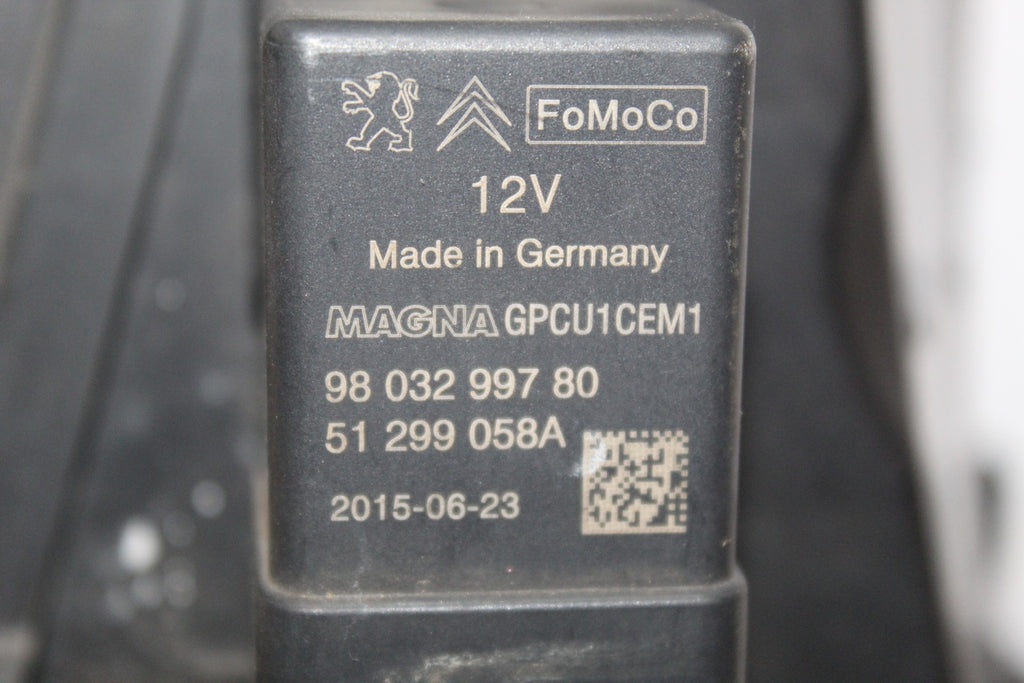 FoMoCo
12V
Made in Germany
MAGNA GPCU1CEM1
98 032 997 80
51 299 058A
2015-06-23